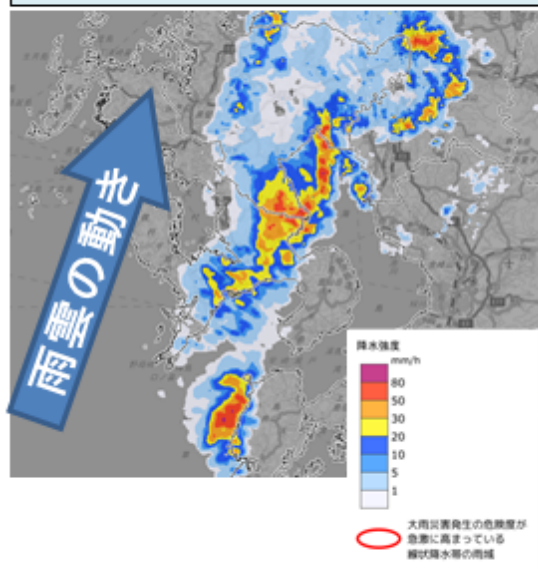 雨雲の動き
降水強度
mm/h
80
50
30
20
10
5
1
大雨災害発生の危険度が
急激に高まっている
線状降水帯の雨域